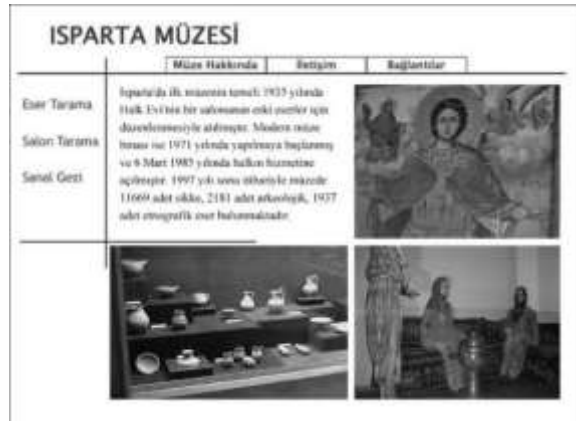 ISPARTA MÜZESİ
Müze Hakkında
İletişim
Bağlantılar
Eser Tarama
Salon Tarama
Sanal Gezi
Isparta'da ilk müzenin temeli 1935 yılında
Halk Evi'nin bir salonunun eski eserler için
düzenlenmesiyle atılmıştır. Modern müze
binası ise 1971 yılında yapılmaya başlanmış
ve 6 Mart 1985 yılında halkın hizmetine
açılmıştır. 1997 yılı sonu itibariyle müzede
11669 adet sikke, 2181 adet arkeolojik, 1937
adet etnografik eser bulunmaktadır.